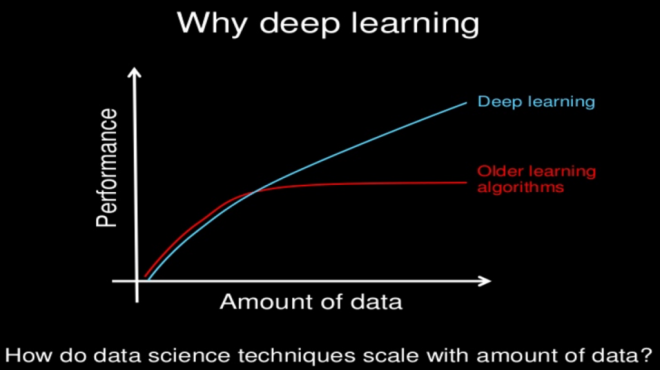 Why deep learning
Deep learning
Older learning
algorithms
Performance
Amount of data
How do data science techniques scale with amount of data?